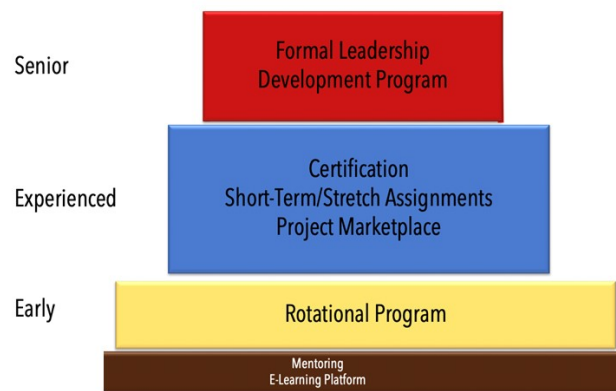 Senior
Formal Leadership
Development Program
Experienced
Certification
Short-Term/Stretch Assignments
Project Marketplace
Early
Rotational Program
Mentoring
E-Learning Platform